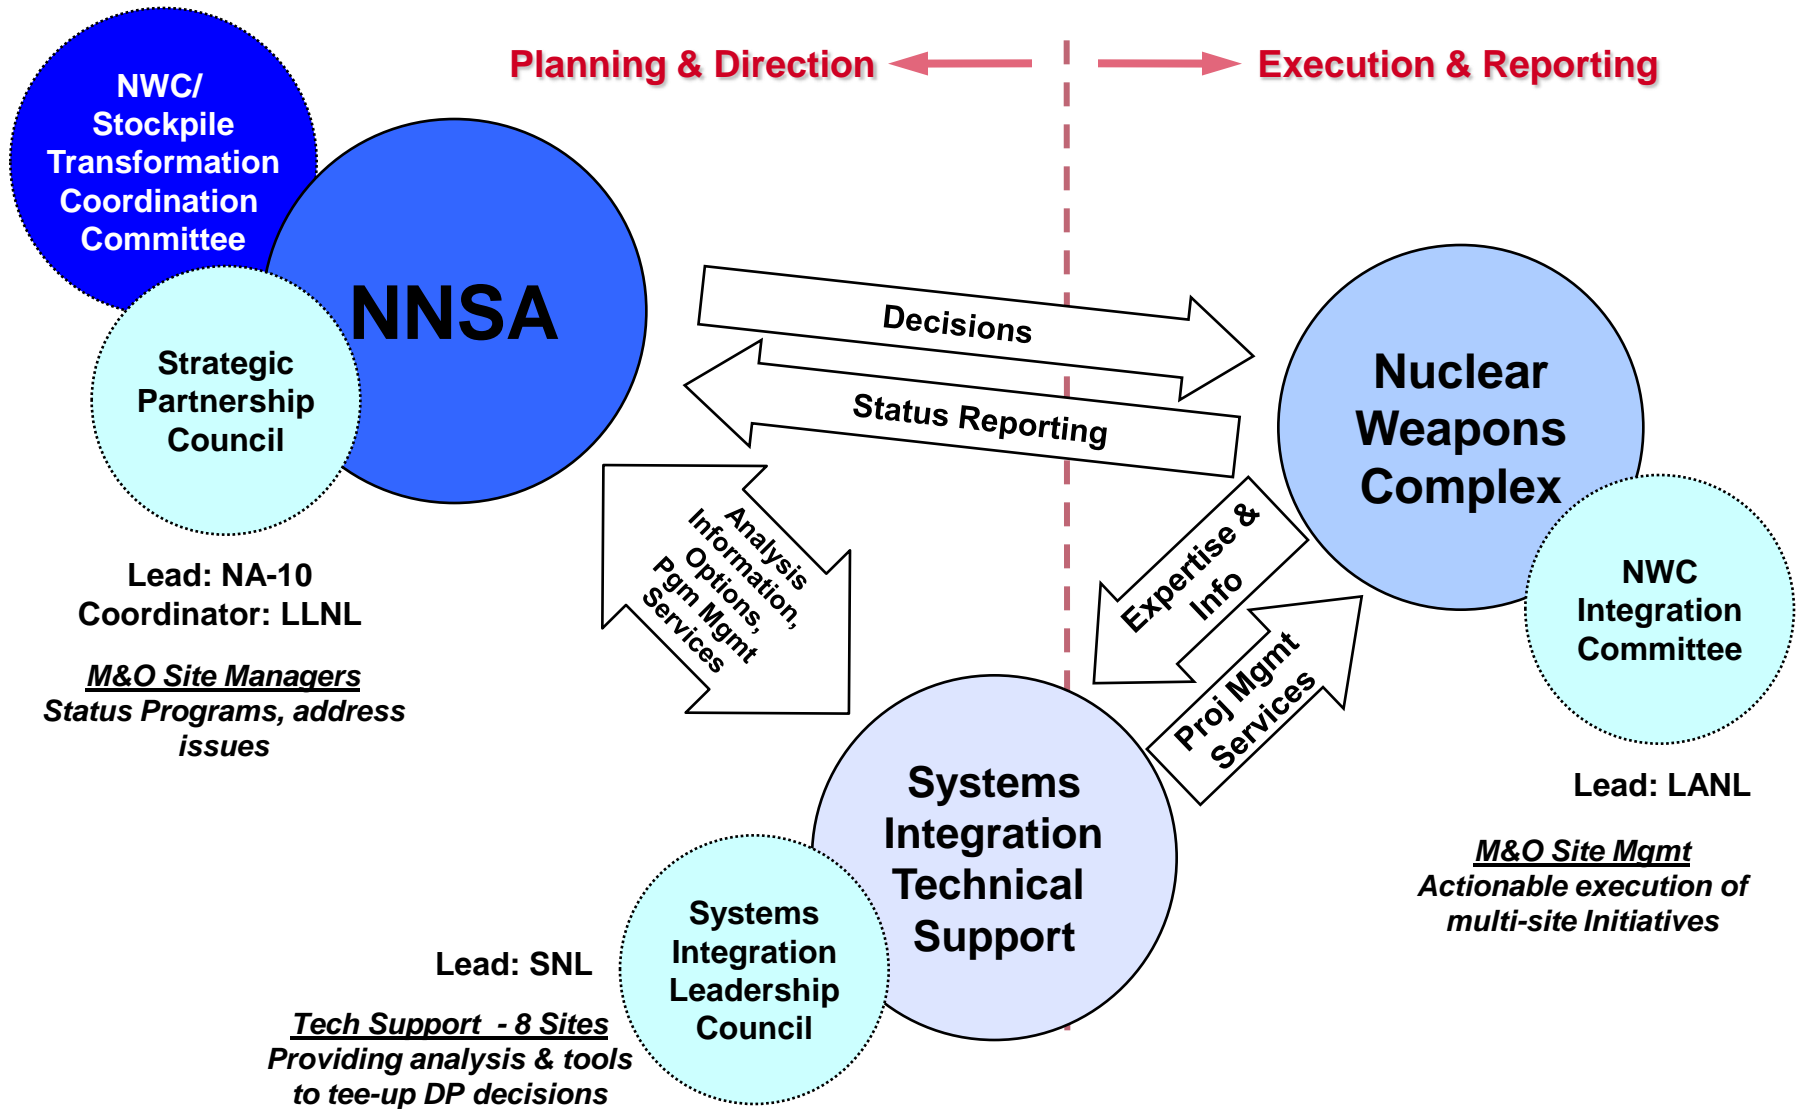 Planning & Direction
Execution & Reporting
NWC/
Stockpile
Transformation
Coordination
Committee
NNSA
Strategic
Partnership
Council
Lead: NA-10
Coordinator: LLNL
M&O Site Managers
Status Programs, address
issues
Decisions
Status Reporting
Analysis
Information,
Options,
Pgm Mgmt
Services
Expertise &
Info
Proj Mgmt
Services
Nuclear
Weapons
Complex
NWC
Integration
Committee
Lead: LANL
M&O Site Mgmt
Actionable execution of
multi-site Initiatives
Systems
Integration
Technical
Support
Systems
Integration
Leadership
Council
Lead: SNL
Tech Support - 8 Sites
Providing analysis & tools
to tee-up DP decisions